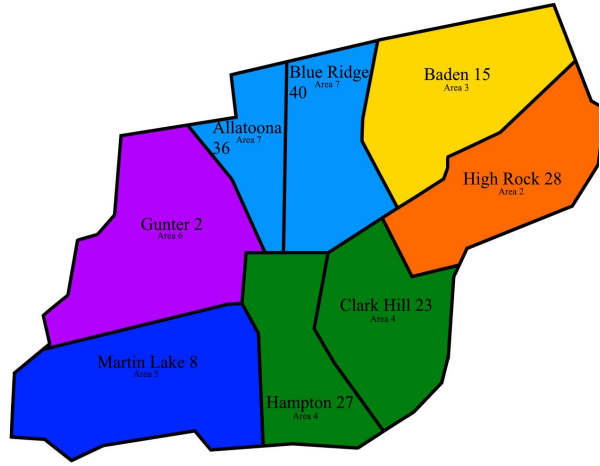 Blue Ridge
40
Area 7
Baden 15
Area 3
Allatoona
36
Area 7
High Rock 28
Area 2
Gunter 2
Area 6
Clark Hill 23
Area 4
Martin Lake 8
Area 5
Hampton 27
Area 4